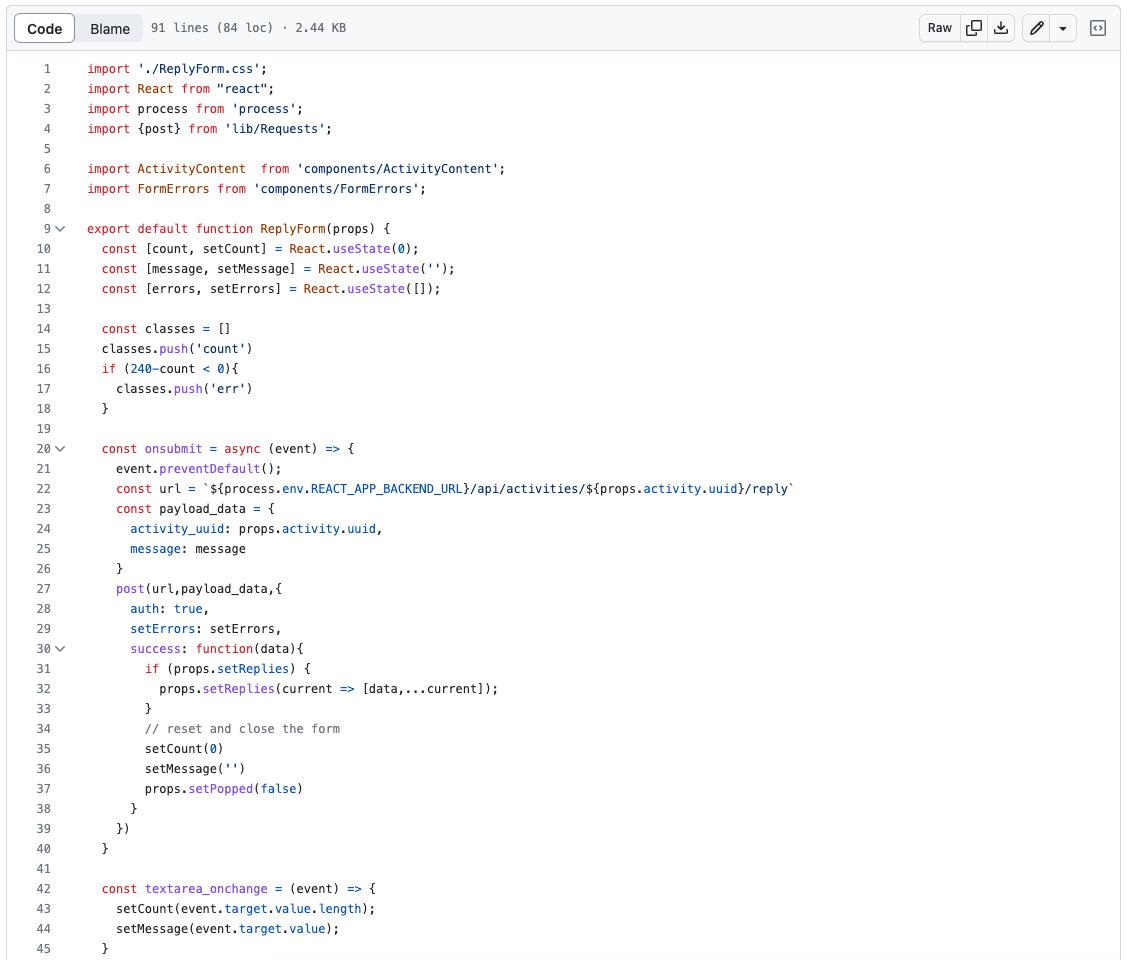 Code Blame 91 lines (84 loc) · 2.44 KB Raw
1 import './ReplyForm.css';
2 import React from "react";
3 import process from 'process';
4 import {post} from 'lib/Requests';
5
6 import ActivityContent  from 'components/ActivityContent';
7 import FormErrors from 'components/FormErrors';
8
9 export default function ReplyForm(props) {
10   const [count, setCount] = React.useState(0);
11   const [message, setMessage] = React.useState('');
12   const [errors, setErrors] = React.useState([]);
13
14   const classes = []
15   classes.push('count')
16   if (240-count < 0){
17     classes.push('err')
18   }
19
20   const onsubmit = async (event) => {
21     event.preventDefault();
22     const url = `${process.env.REACT_APP_BACKEND_URL}/api/activities/${props.activity.uuid}/reply`
23     const payload_data = {
24       activity_uuid: props.activity.uuid,
25       message: message
26     }
27     post(url,payload_data,{
28       auth: true,
29       setErrors: setErrors,
30       success: function(data){
31         if (props.setReplies) {
32           props.setReplies(current => [data,...current]);
33         }
34         // reset and close the form
35         setCount(0)
36         setMessage('')
37         props.setPopped(false)
38       }
39     })
40   }
41
42   const textarea_onchange = (event) => {
43     setCount(event.target.value.length);
44     setMessage(event.target.value);
45   }